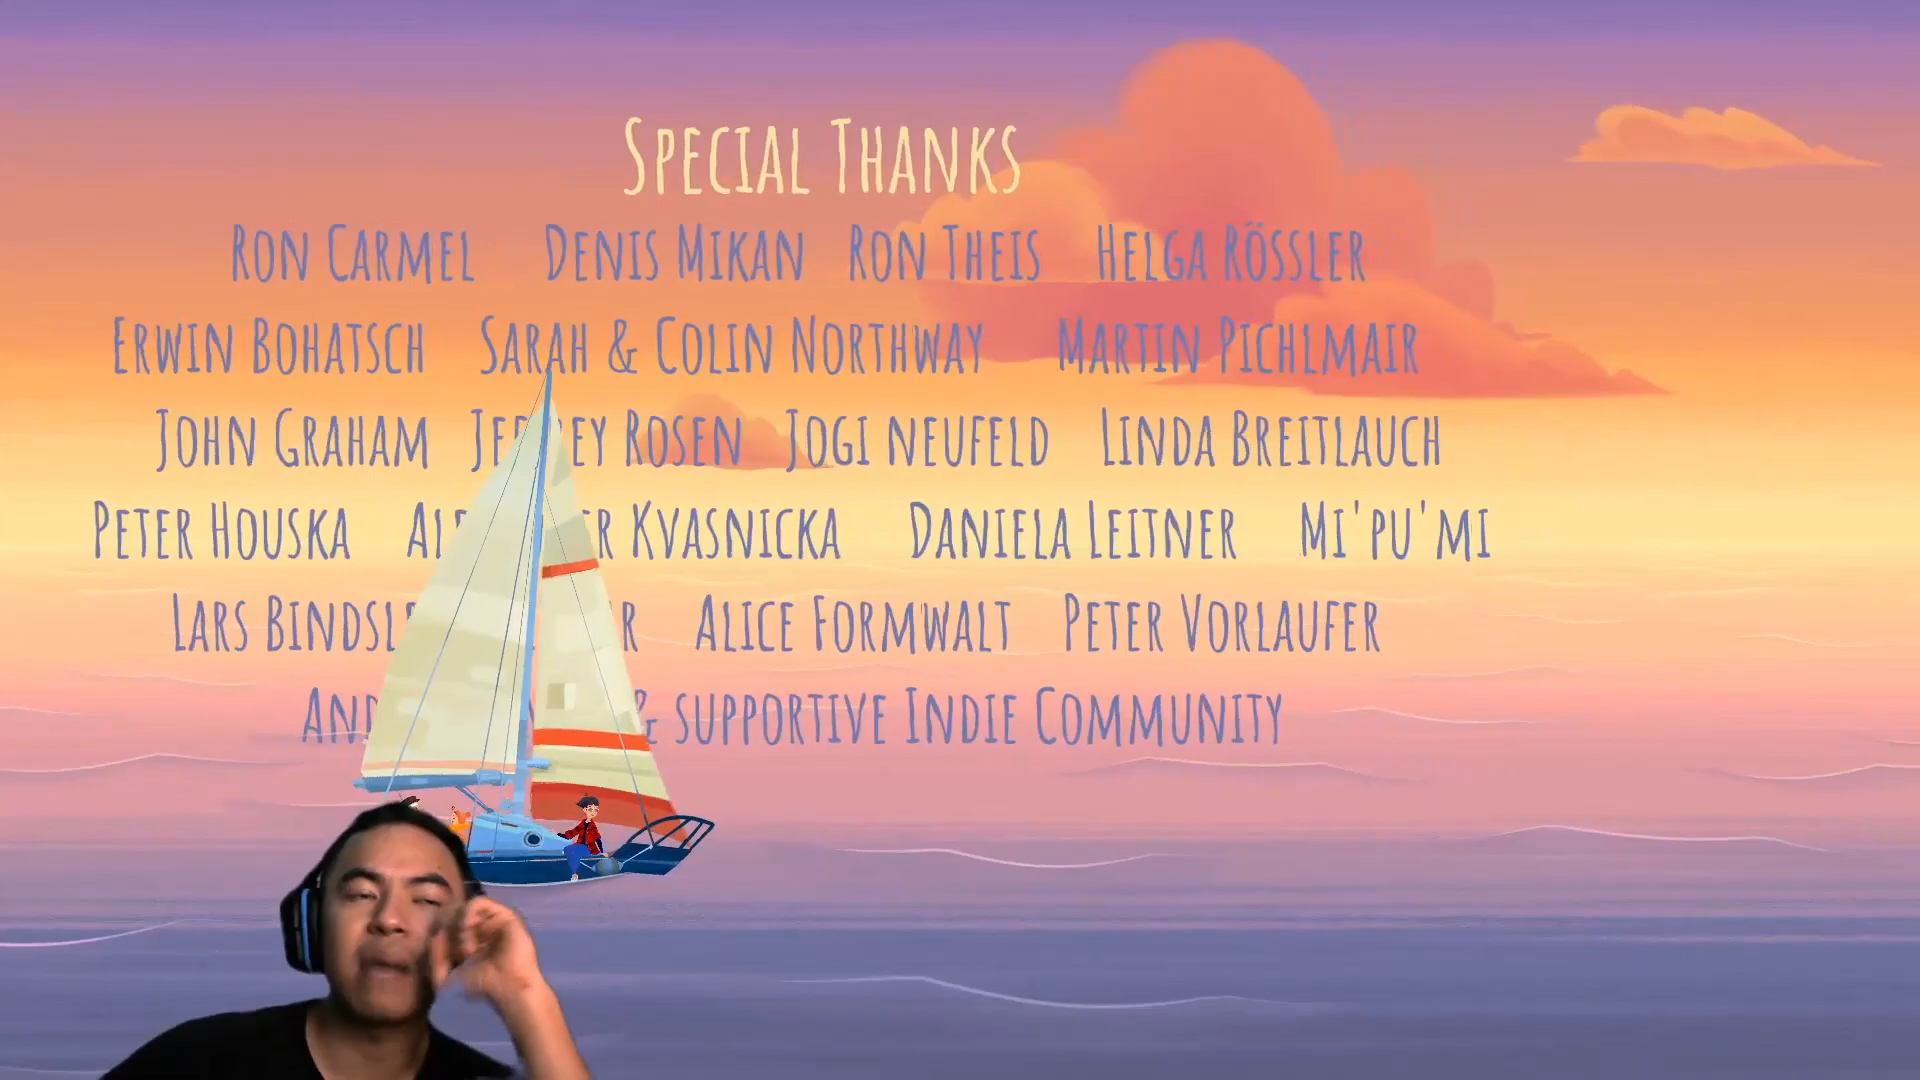 Special Thanks
Ron Carmel Denis Mikan Ron Theis Helga Rössler
Erwin Bohatsch Sarah & Colin Northway Martin Pichlmair
John Graham Rosen Jogi Neufeld Linda Breitlauch
Peter Houska Kvasnicka Daniela Leitner Mi'pu'mi
Lars Alice Formwalt Peter Vorlaufer
& supportive Indie Community